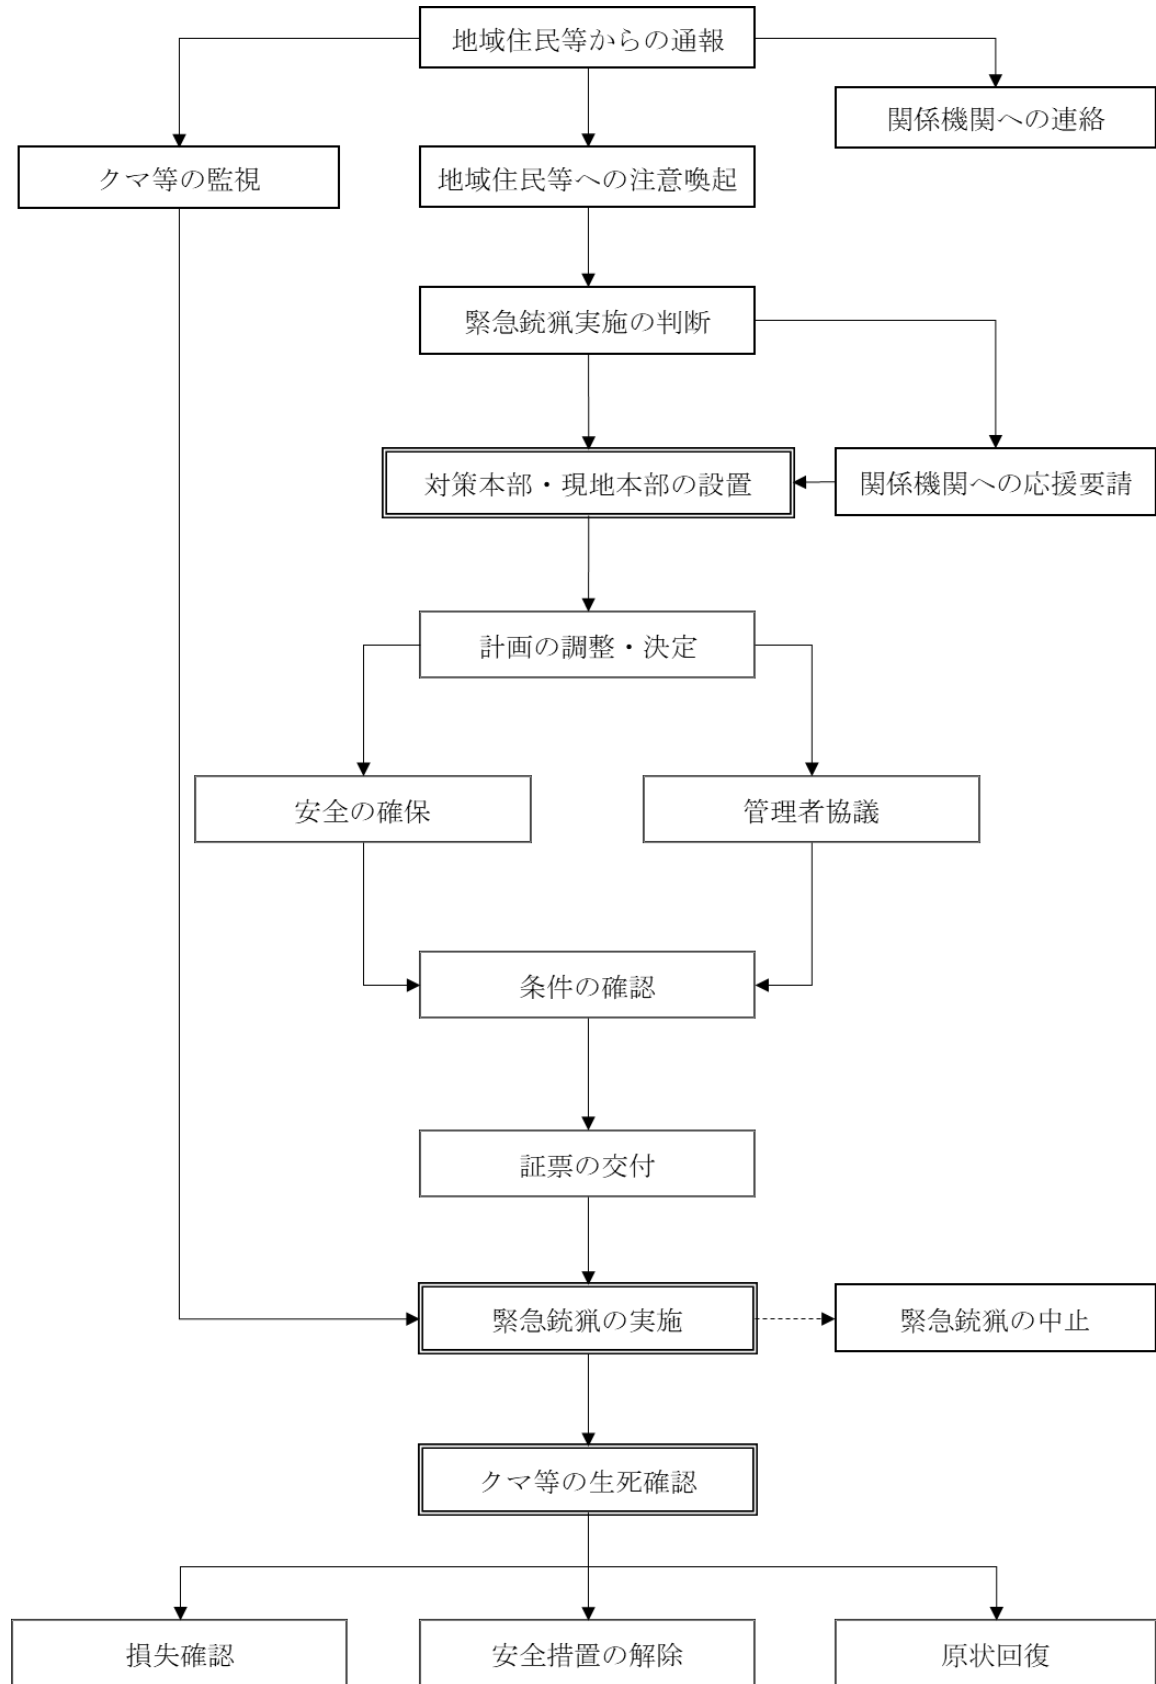 地域住民等からの通報
関係機関への連絡
クマ等の監視
地域住民等への注意喚起
緊急銃猟実施の判断
対策本部・現地本部の設置
関係機関への応援要請
計画の調整・決定
安全の確保
管理者協議
条件の確認
証票の交付
緊急銃猟の実施
緊急銃猟の中止
クマ等の生死確認
損失確認
安全措置の解除
原状回復